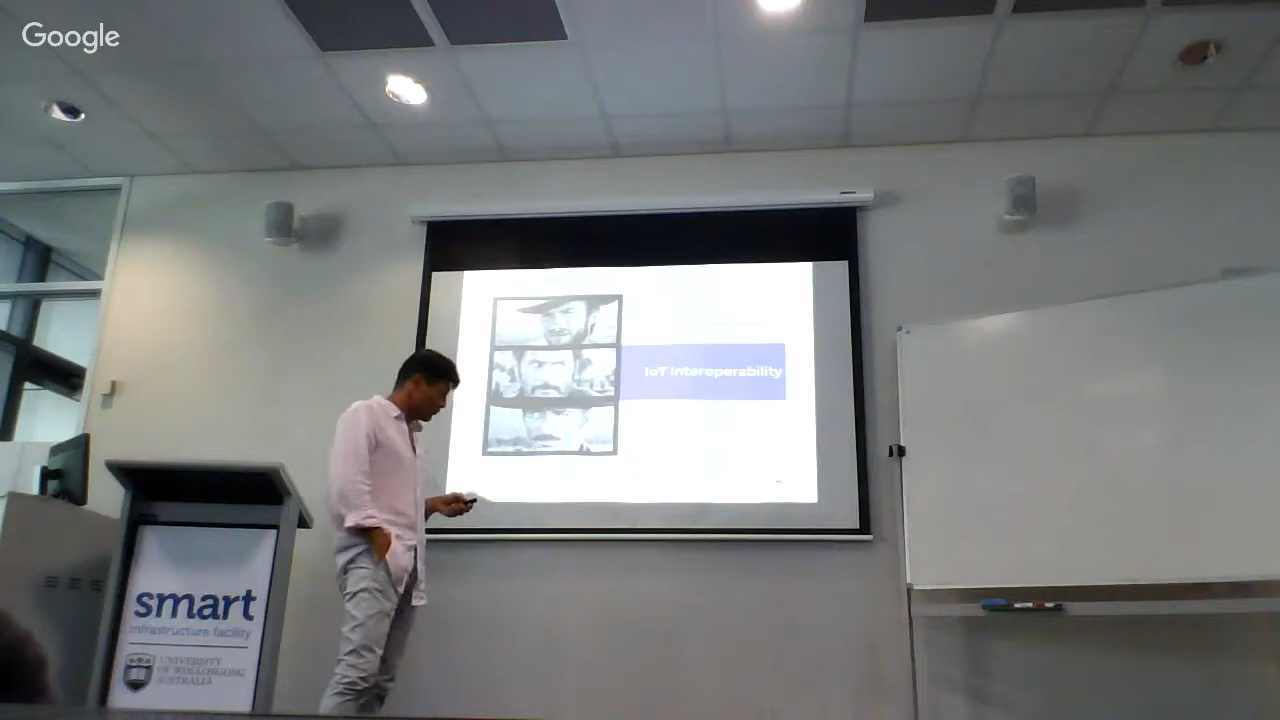 Google
IoT Interoperability
smart
infrastructure facility
UNIVERSITY
OF WOLLONGONG
AUSTRALIA